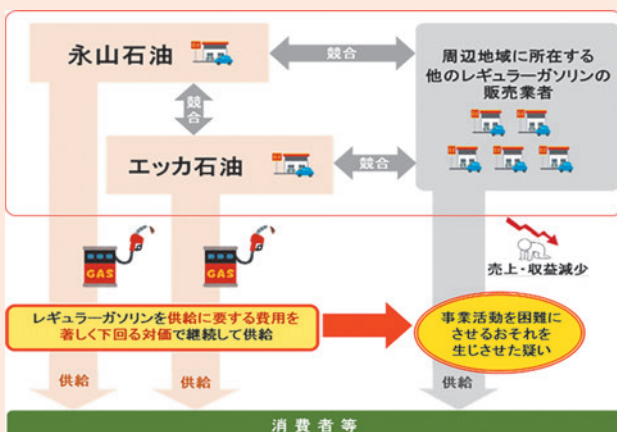 永山石油
競合
周辺地域に所在する
他のレギュラーガソリンの
販売業者
競合
エッカ石油
競合
GAS
GAS
売上・収益減少
レギュラーガソリンを供給に要する費用を
著しく下回る対価で継続して供給
事業活動を困難に
させるおそれを
生じさせた疑い
供給
供給
供給
消費者等